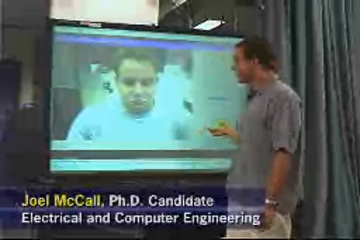 Joel McCall, Ph.D. Candidate
Electrical and Computer Engineering